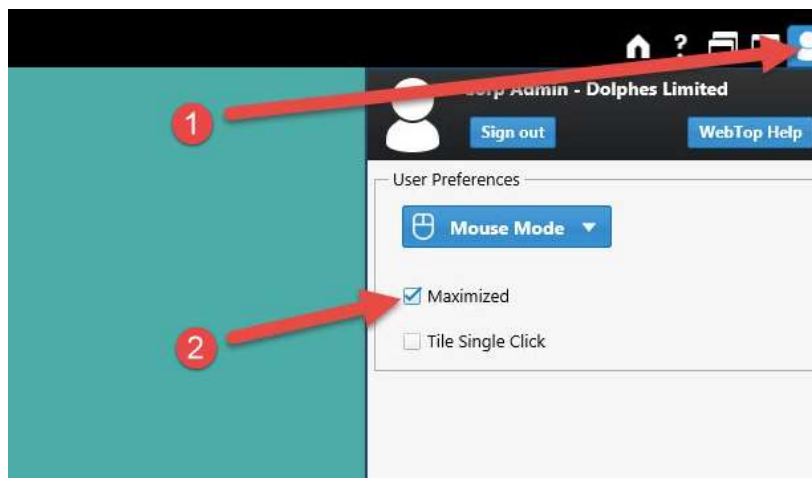 ?
1
Admin - Dolphes Limited
Sign out
WebTop Help
User Preferences
Mouse Mode
Maximized
2
Tile Single Click